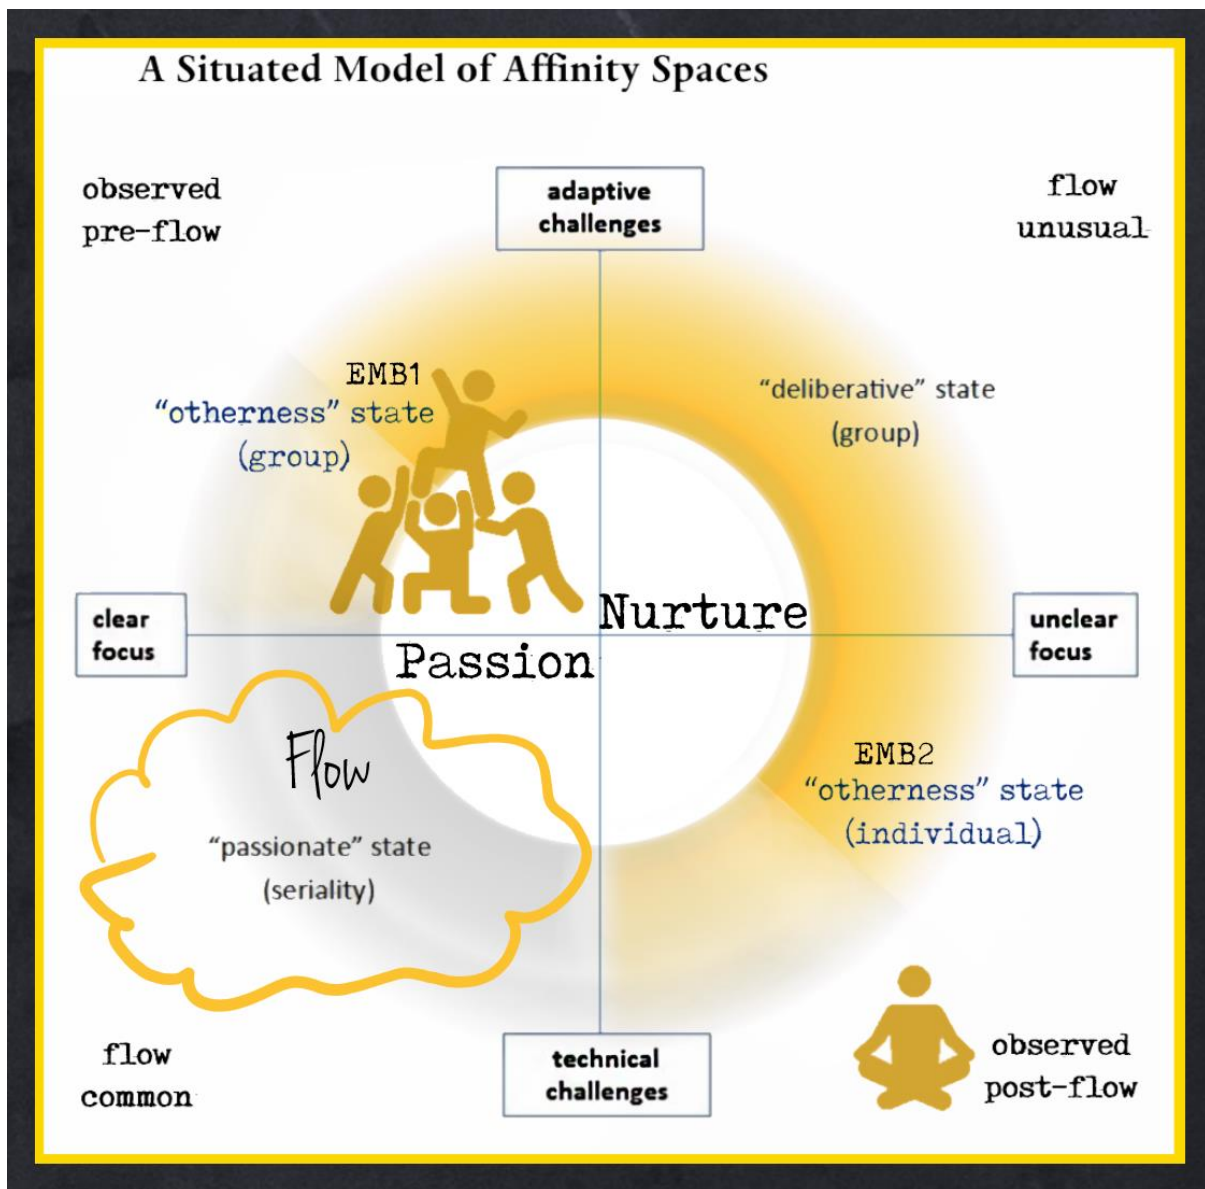 A Situated Model of Affinity Spaces
observed
pre-flow
adaptive
challenges
flow
unusual
EMB1
“otherness” state
(group)
“deliberative” state
(group)
clear
focus
Nurture
Passion
unclear
focus
Flow
“passionate” state
(seriality)
EMB2
“otherness” state
(individual)
flow
common
technical
challenges
observed
post-flow